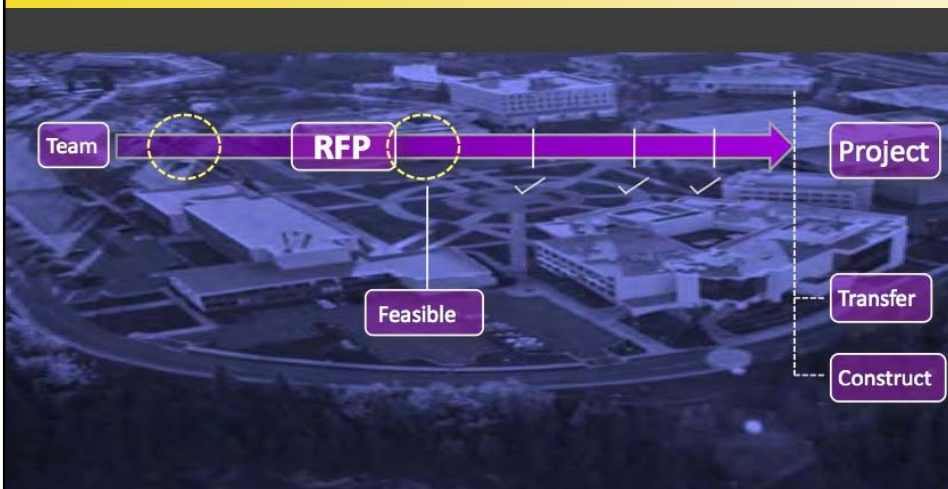 Team
RFP
Project
Feasible
Transfer
Construct